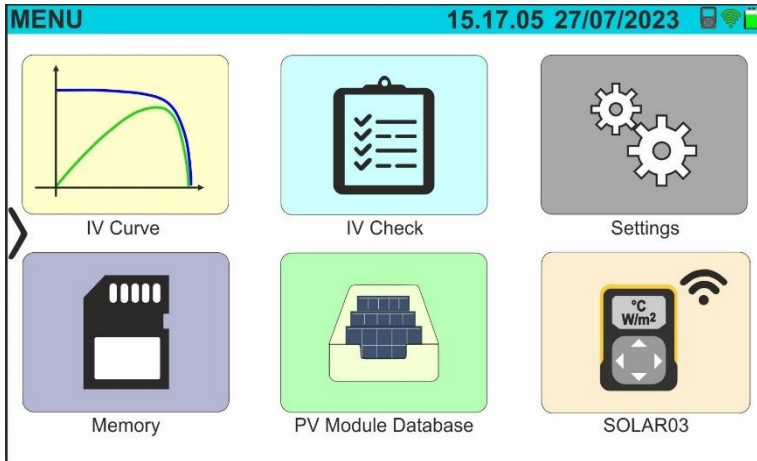 MENU 15.17.05 27/07/2023
IV Curve IV Check Settings
°C
W/m²
Memory PV Module Database SOLAR03